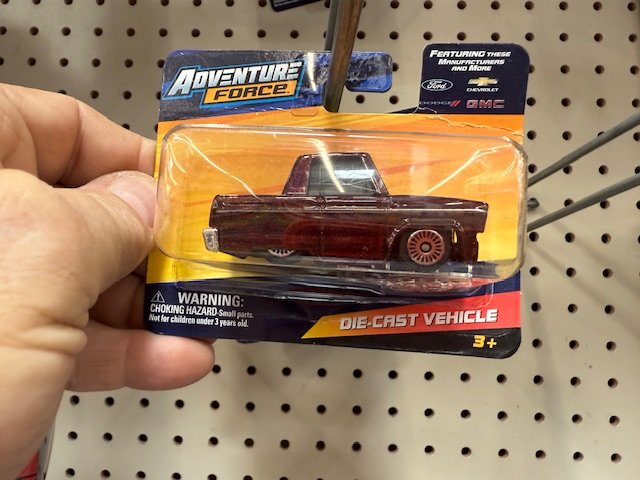 ADVENTURE
FORCE
FEATURING THESE
MANUFACTURERS
AND MORE
Ford
CHEVROLET
DODGE
GMC
WARNING:
CHOKING HAZARD-Small parts.
Not for children under 3 years old.
DIE-CAST VEHICLE
3+